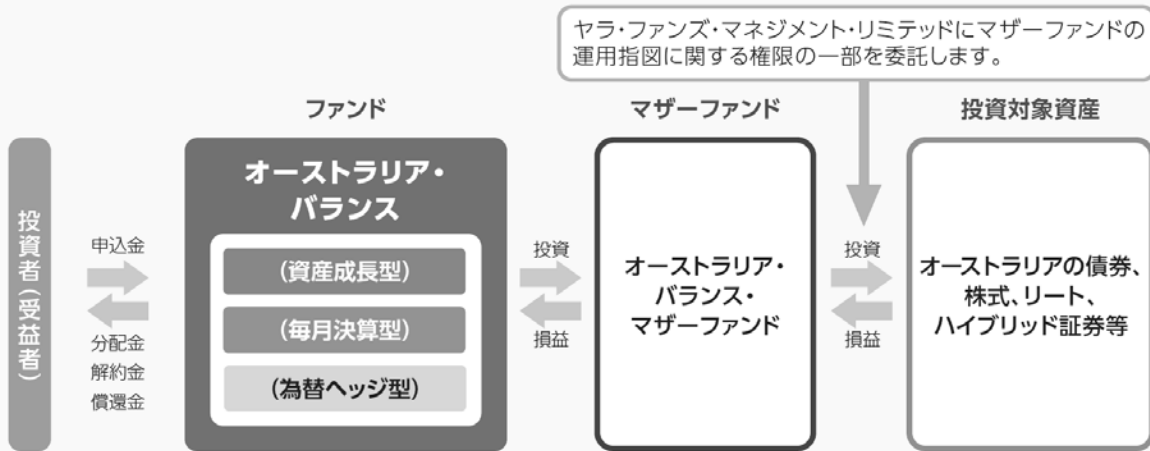 ヤラ・ファンズ・マネジメント・リミテッドにマザーファンドの
運用指図に関する権限の一部を委託します。
ファンド
マザーファンド
投資対象資産
投資者(受益者)
申込金
分配金
解約金
償還金
オーストラリア・
バランス
(資産成長型)
(毎月決算型)
(為替ヘッジ型)
投資
損益
オーストラリア・
バランス・
マザーファンド
投資
損益
オーストラリアの債券、
株式、リート、
ハイブリッド証券等